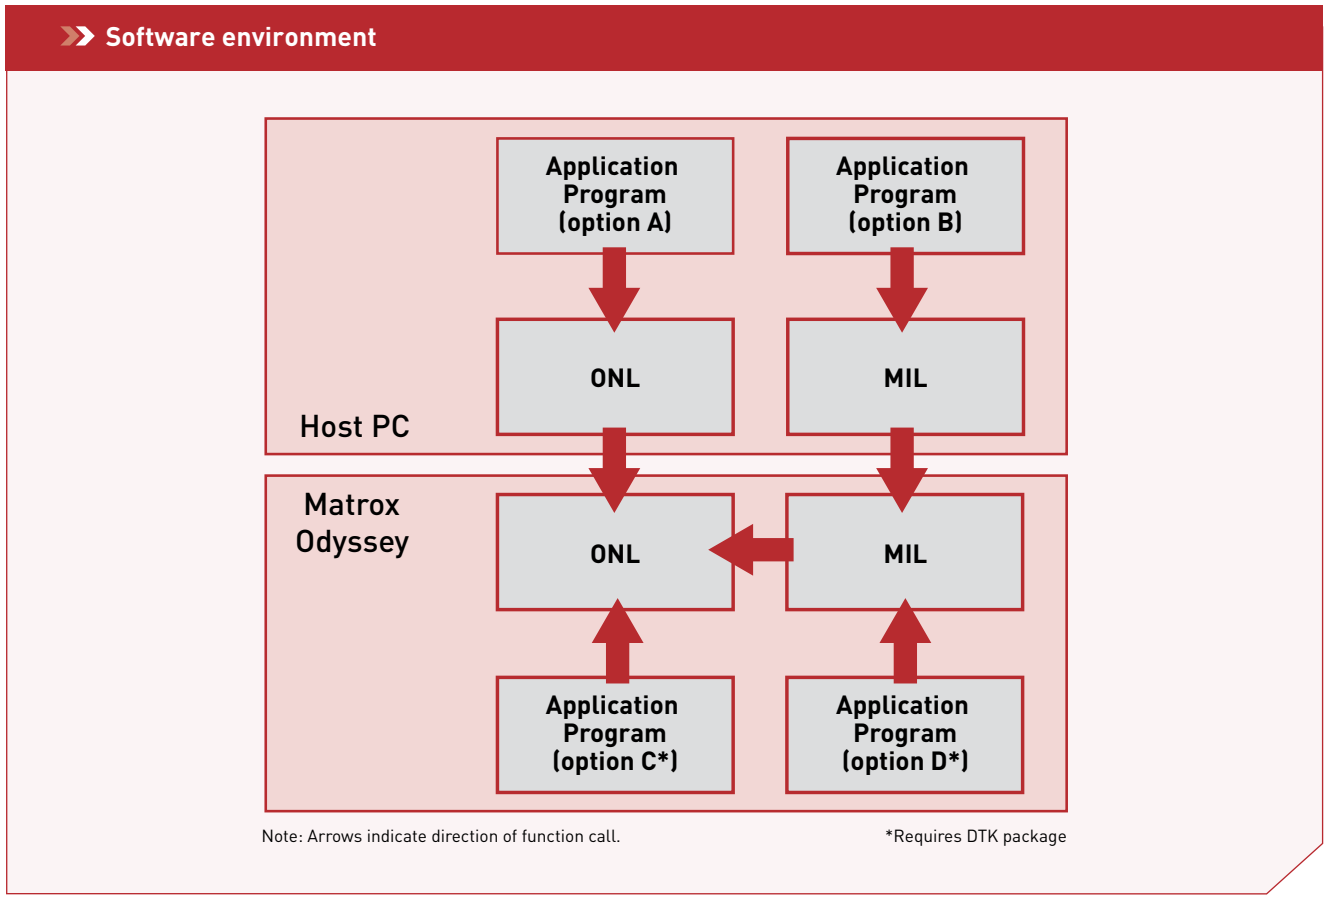 Software environment
Application
Program
(option A)
Application
Program
(option B)
ONL
MIL
Host PC
Matrox
Odyssey
ONL
MIL
Application
Program
(option C*)
Application
Program
(option D*)
Note: Arrows indicate direction of function call.
*Requires DTK package